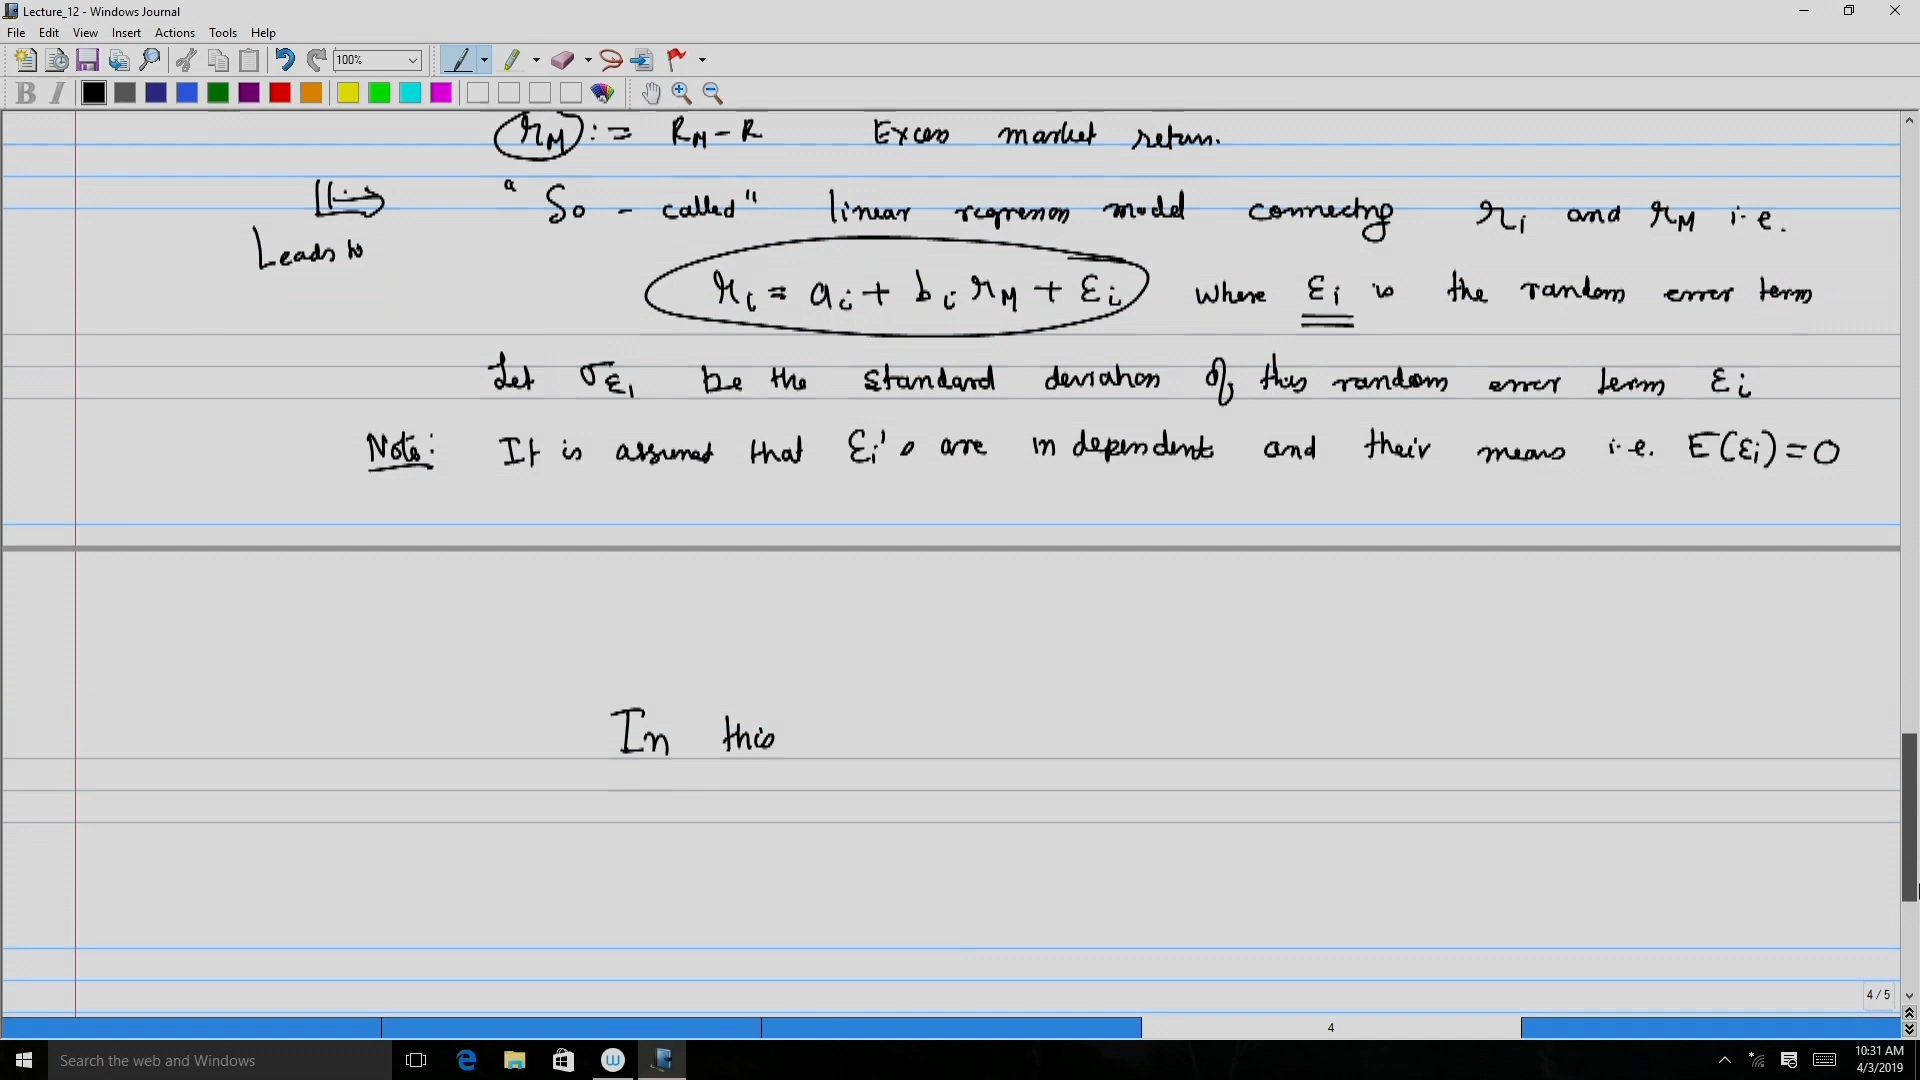 Lecture_12 - Windows Journal
File Edit View Insert Actions Tools Help
100%
B I
r_M := R_M - R Excess market return.
"So-called" linear regression model connecting r_i and r_M i.e.
Leads to
r_i = a_i + b_i r_M + ε_i where ε_i is the random error term
Let σ_ε_i be the standard deviation of this random error term ε_i
Note: It is assumed that ε_i's are independent and their means i.e. E(ε_i) = 0
In this
4 / 5
4
Search the web and Windows
10:31 AM
4/3/2019